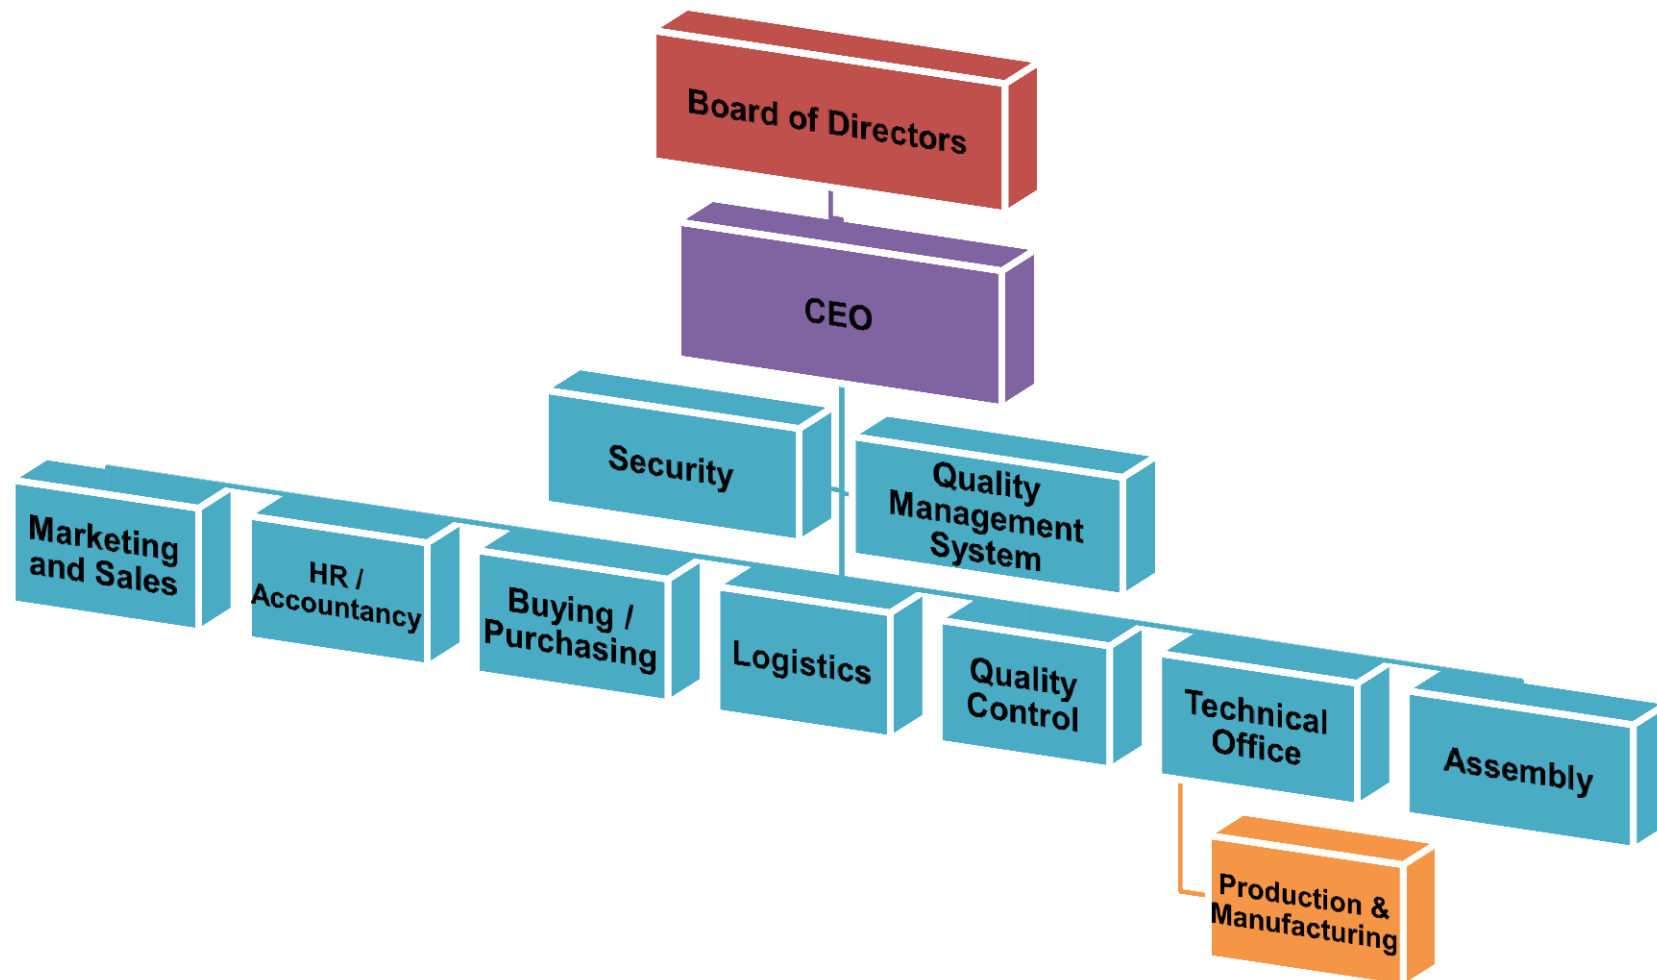 Board of Directors
CEO
Security
Quality
Management
System
Marketing
and Sales
HR /
Accountancy
Buying /
Purchasing
Logistics
Quality
Control
Technical
Office
Assembly
Production &
Manufacturing